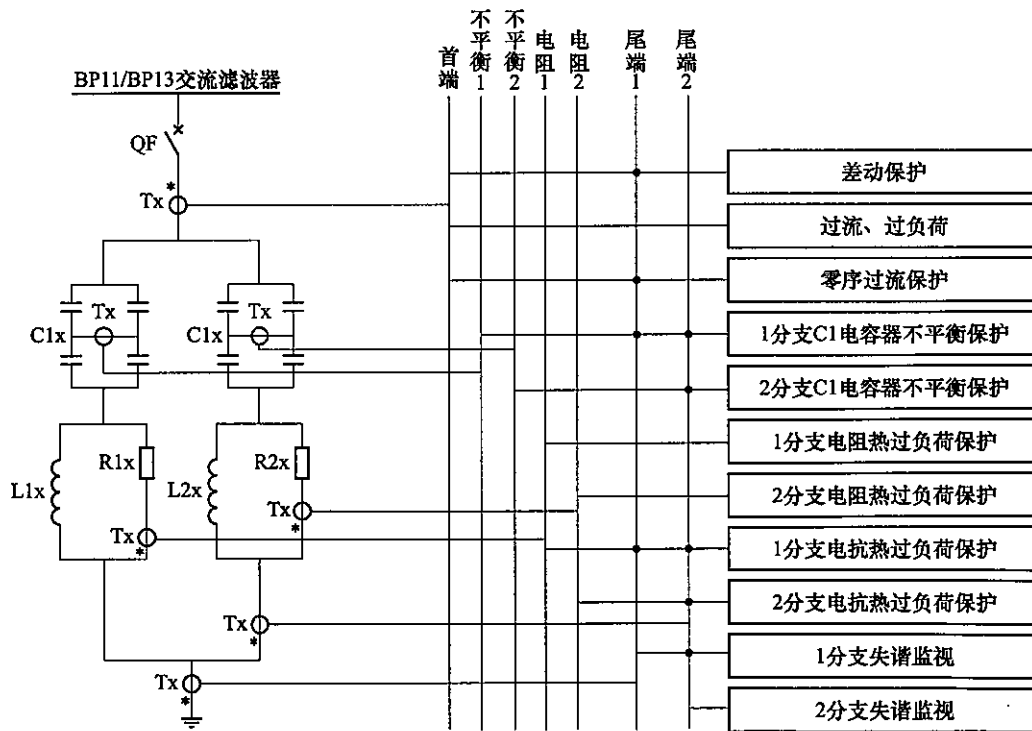 首端
不平衡1
不平衡2
电阻1
电阻2
尾端1
尾端2
BP11/BP13交流滤波器
QF
*
Tx
差动保护
过流、过负荷
零序过流保护
Tx
Tx
C1x
C1x
1分支C1电容器不平衡保护
2分支C1电容器不平衡保护
1分支电阻热过负荷保护
R1x
R2x
L1x
L2x
2分支电阻热过负荷保护
Tx
*
Tx
*
1分支电抗热过负荷保护
2分支电抗热过负荷保护
Tx
*
1分支失谐监视
Tx
*
2分支失谐监视